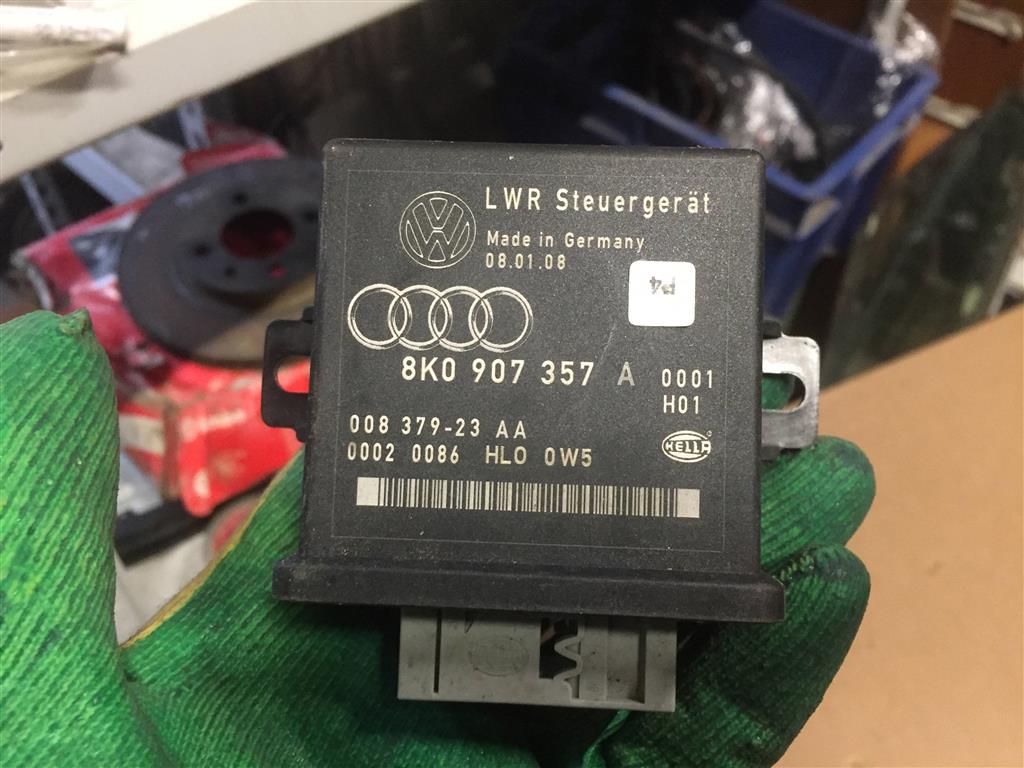 LWR Steuergerät
Made in Germany
08.01.08
P4
8K0 907 357 A 0001
H01
008 379-23 AA
0002 0086 HLO 0W5
HELLA